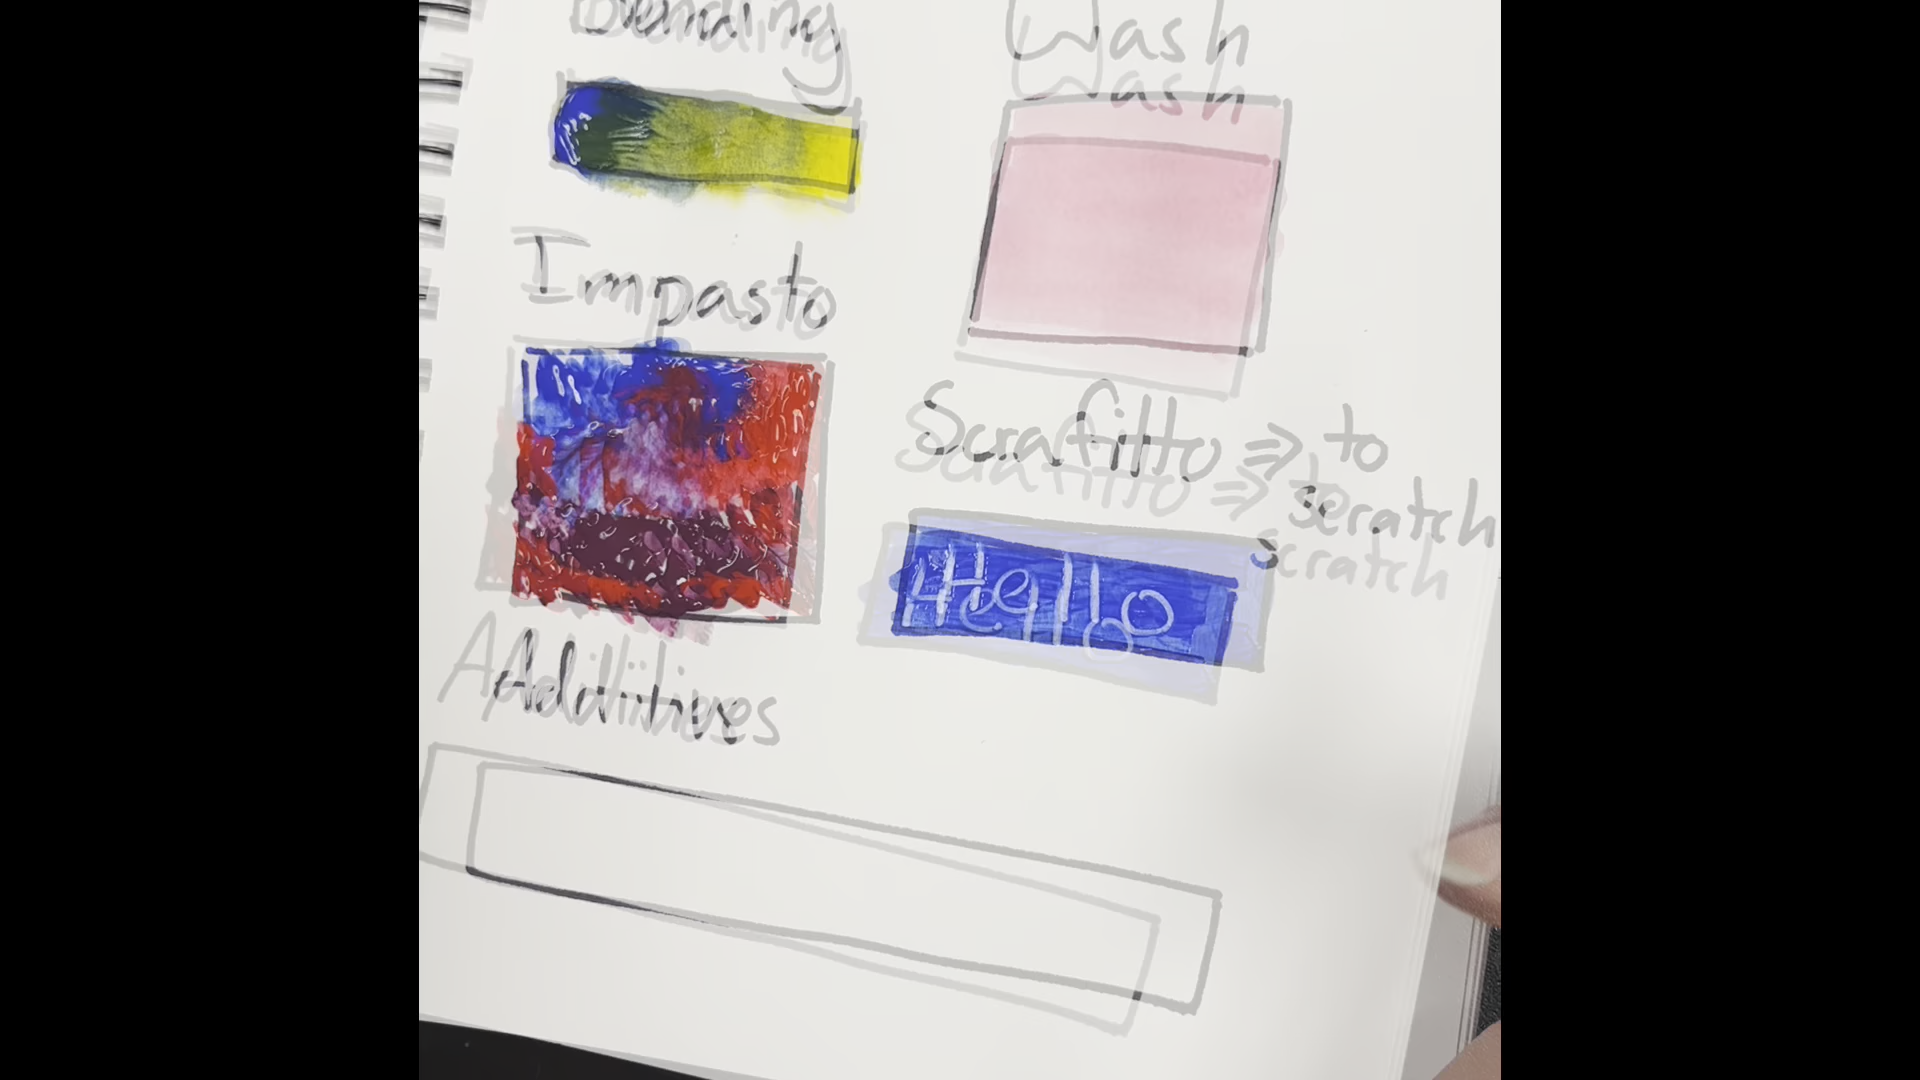 Blending
Wash
Impasto
Scrafitto => to
scratch
Hello
Additives